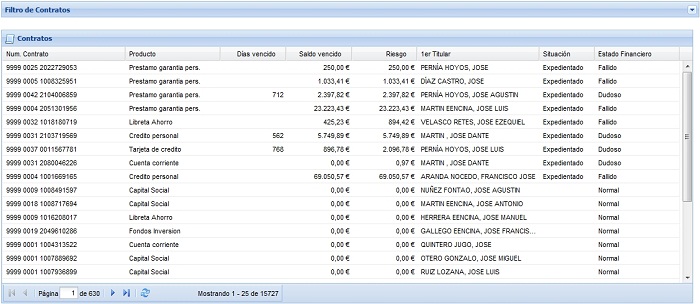 Filtro de Contratos
Contratos
Num. Contrato Producto Días vencido Saldo vencido Riesgo 1er Titular Situación Estado Financiero
9999 0025 2022729053 Prestamo garantia pers. 250,00 € 250,00 € PERNÍA HOYOS, JOSE Expedientado Fallido
9999 0005 1008325951 Prestamo garantia pers. 1.033,41 € 1.033,41 € DÍAZ CASTRO, JOSE Expedientado Fallido
9999 0042 2104006859 Prestamo garantia pers. 712 2.397,82 € 2.397,82 € PERNÍA HOYOS, JOSE AGUSTIN Expedientado Dudoso
9999 0004 2051301956 Prestamo garantia pers. 23.223,43 € 23.223,43 € MARTIN EENCINA, JOSE LUIS Expedientado Fallido
9999 0032 1018180719 Libreta Ahorro 425,23 € 894,42 € VELASCO RETES, JOSE EZEQUIEL Expedientado Fallido
9999 0031 2103719569 Credito personal 562 5.749,89 € 5.749,89 € MARTIN , JOSE DANTE Expedientado Dudoso
9999 0037 0011567781 Tarjeta de credito 768 896,78 € 2.096,78 € PERNÍA HOYOS, JOSE LUIS Expedientado Dudoso
9999 0031 2080046226 Cuenta corriente 0,00 € 0,97 € MARTIN , JOSE DANTE Expedientado Dudoso
9999 0004 1001669165 Credito personal 69.050,57 € 69.050,57 € ARANDA NOCEDO, FRANCISCO JOSE Expedientado Fallido
9999 0009 1008491597 Capital Social 0,00 € 0,00 € NUÑEZ FONTAO, JOSE AGUSTIN Normal
9999 0018 1008717694 Capital Social 0,00 € 0,00 € MARTIN EENCINA, JOSE ANTONIO Normal
9999 0009 1016208017 Libreta Ahorro 0,00 € 0,00 € HERRERA EENCINA, JOSE MANUEL Normal
9999 0019 2049610286 Fondos Inversion 0,00 € 0,00 € GALLEGO EENCINA, JOSE FRANCIS... Normal
9999 0001 1004313522 Cuenta corriente 0,00 € 0,00 € QUINTERO JUGO, JOSE Normal
9999 0001 1007889692 Capital Social 0,00 € 0,00 € OTERO GONZALO, JOSE MIGUEL Normal
9999 0001 1007936899 Capital Social 0,00 € 0,00 € RUIZ LOZANA, JOSE LUIS Normal
Página 1 de 630 Mostrando 1 - 25 de 15727